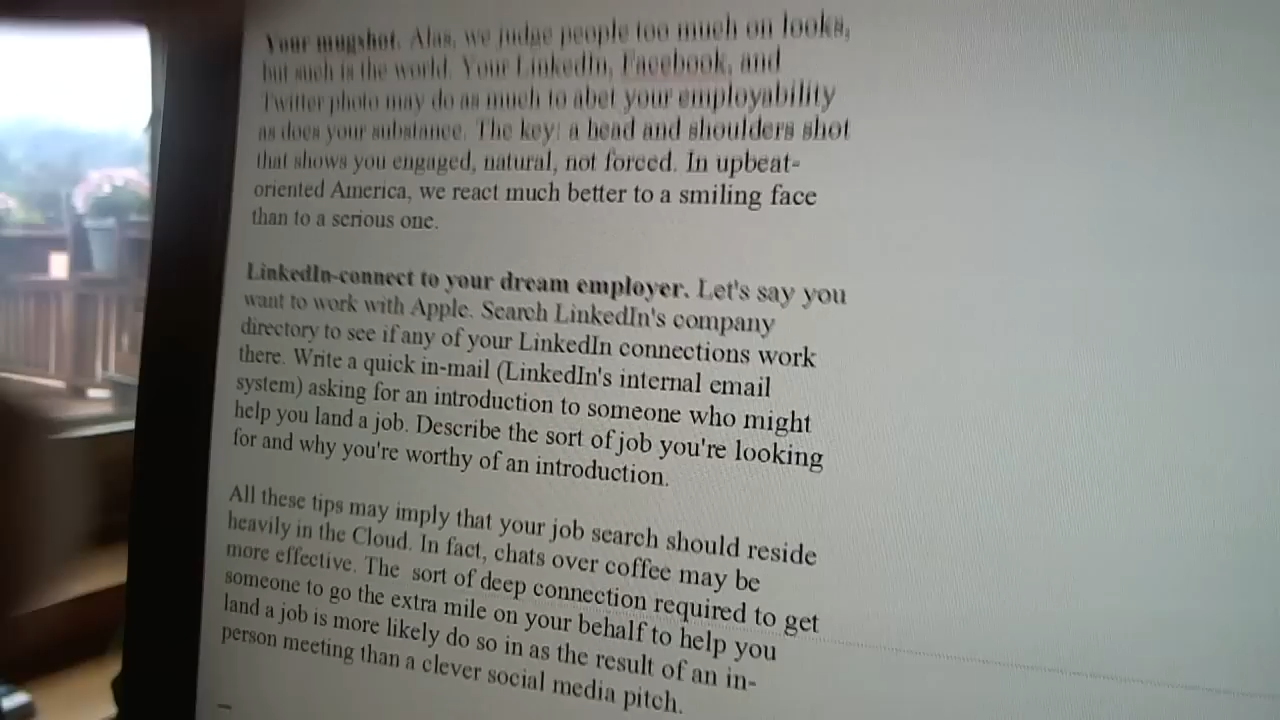 Your mugshot. Alas, we judge people too much on looks,
but such is the world. Your LinkedIn, Facebook, and
Twitter photo may do as much to abet your employability
as does your substance. The key: a head and shoulders shot
that shows you engaged, natural, not forced. In upbeat-
oriented America, we react much better to a smiling face
than to a serious one.
LinkedIn-connect to your dream employer. Let's say you
want to work with Apple. Search LinkedIn's company
directory to see if any of your LinkedIn connections work
there. Write a quick in-mail (LinkedIn's internal email
system) asking for an introduction to someone who might
help you land a job. Describe the sort of job you're looking
for and why you're worthy of an introduction.
All these tips may imply that your job search should reside
heavily in the Cloud. In fact, chats over coffee may be
more effective. The sort of deep connection required to get
someone to go the extra mile on your behalf to help you
land a job is more likely do so in as the result of an in-
person meeting than a clever social media pitch.